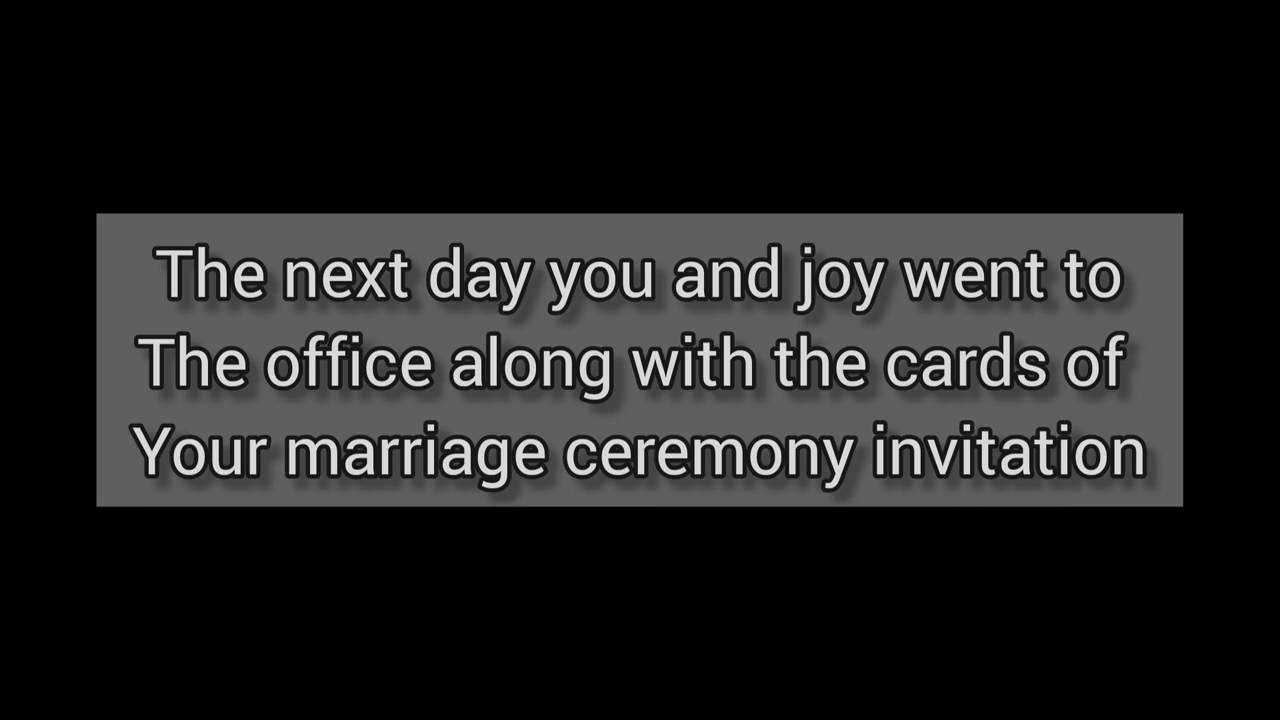 The next day you and joy went to
The office along with the cards of
Your marriage ceremony invitation